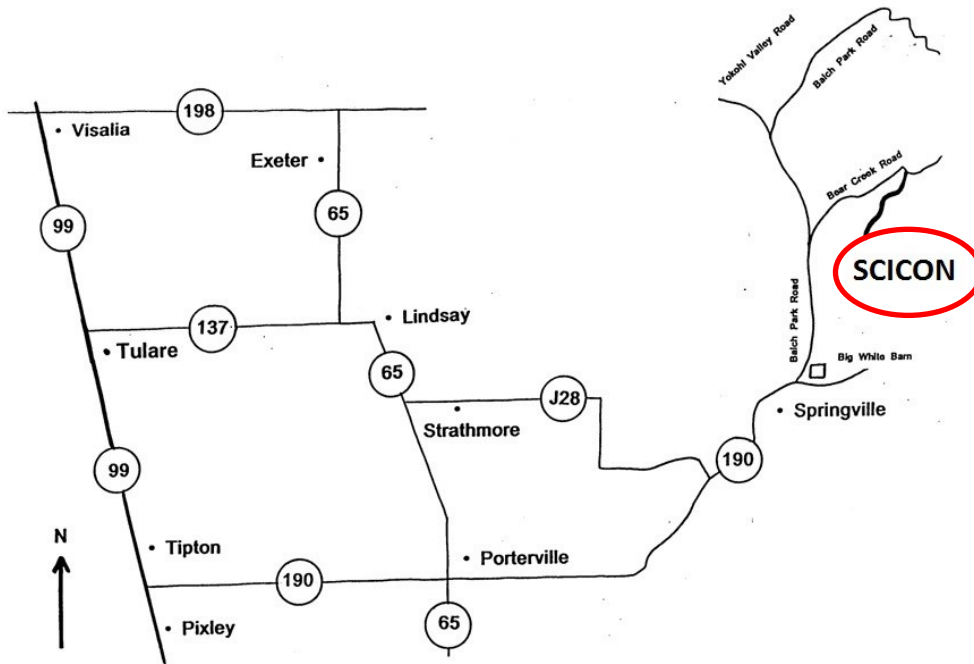 Yokohl Valley Road
Balch Park Road
198
Visalia
Exeter
Bear Creek Road
65
99
SCICON
Lindsay
137
Balch Park Road
Tulare
65
Big White Barn
J28
Springville
Strathmore
190
99
N
Tipton
Porterville
190
65
Pixley